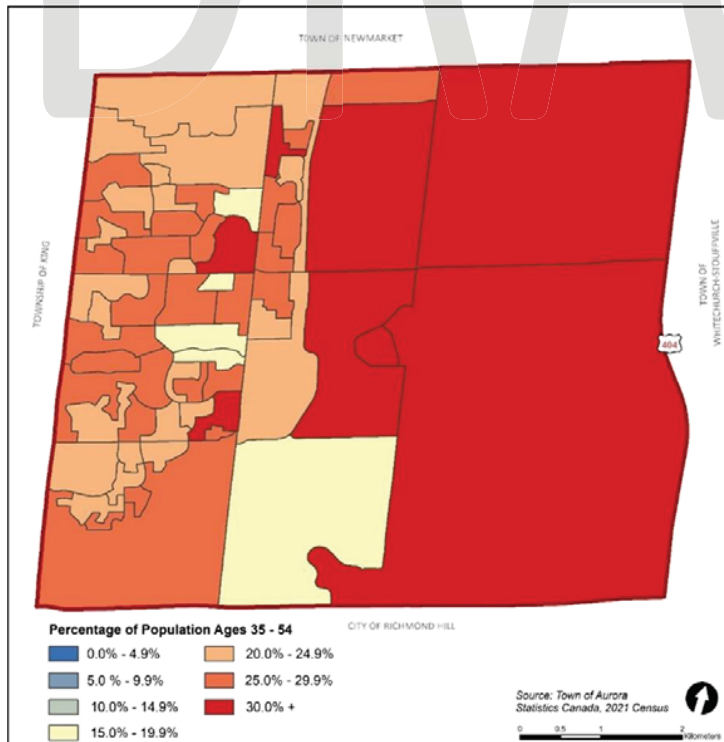 TOWN OF NEWMARKET
TOWNSHIP OF KING
TOWN OF
WHITECHURCH-STOUFFVILLE
404
CITY OF RICHMOND HILL
Percentage of Population Ages 35 - 54
0.0% - 4.9%
5.0 % - 9.9%
10.0% - 14.9%
15.0% - 19.9%
20.0% - 24.9%
25.0% - 29.9%
30.0% +
Source: Town of Aurora
Statistics Canada, 2021 Census
0 0.5 1 2
Kilometers